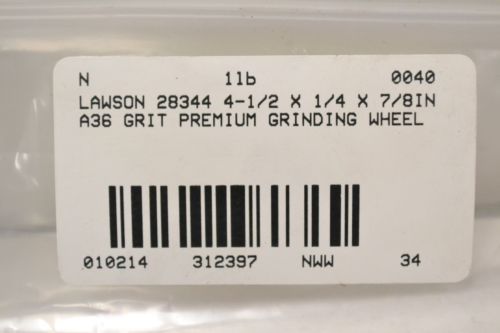 N 1lb 0040
LAWSON 28344 4-1/2 X 1/4 X 7/8IN
A36 GRIT PREMIUM GRINDING WHEEL
010214 312397 NWW 34